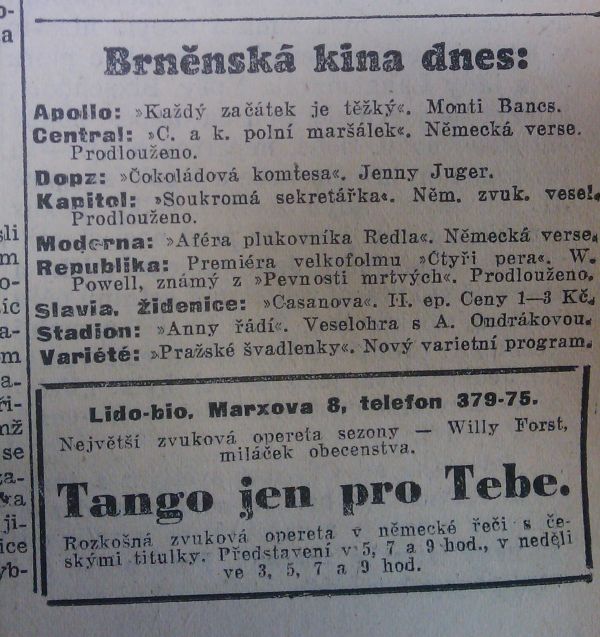 Brněnská kina dnes:
Apollo: »Každý začátek je těžký«. Monti Bancs.
Central: »C. a k. polní maršálek«. Německá verse.
Prodlouženo.
Dopz: »Čokoládová komtesa«. Jenny Juger.
Kapitol: »Soukromá sekretářka«. Něm. zvuk. vesel.
Prodlouženo.
Moderna: »Aféra plukovníka Redla«. Německá verse.
Republika: Premiéra velkofolmu »Čtyři pera«. W.
Powell, známý z »Pevnosti mrtvých«. Prodlouženo.
Slavia, židenice: »Casanova«. II. ep. Ceny 1—3 Kč.
Stadion: »Anny řádí«. Veselohra s A. Ondrákovou.
Variété: »Pražské švadlenky«. Nový varietní program.
Lido-bio, Marxova 8, telefon 379-75.
Největší zvuková opereta sezony — Willy Forst,
miláček obecenstva.
Tango jen pro Tebe.
Rozkošná zvuková opereta v německé řeči s če-
skými titulky. Představení v 5, 7 a 9 hod., v neděli
ve 3, 5, 7 a 9 hod.